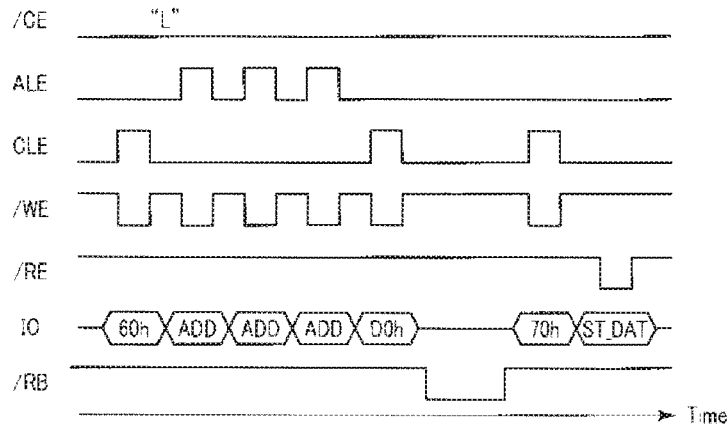 /CE "L"
ALE
CLE
/WE
/RE
IO 60h ADD ADD ADD D0h 70h ST_DAT
/RB
Time